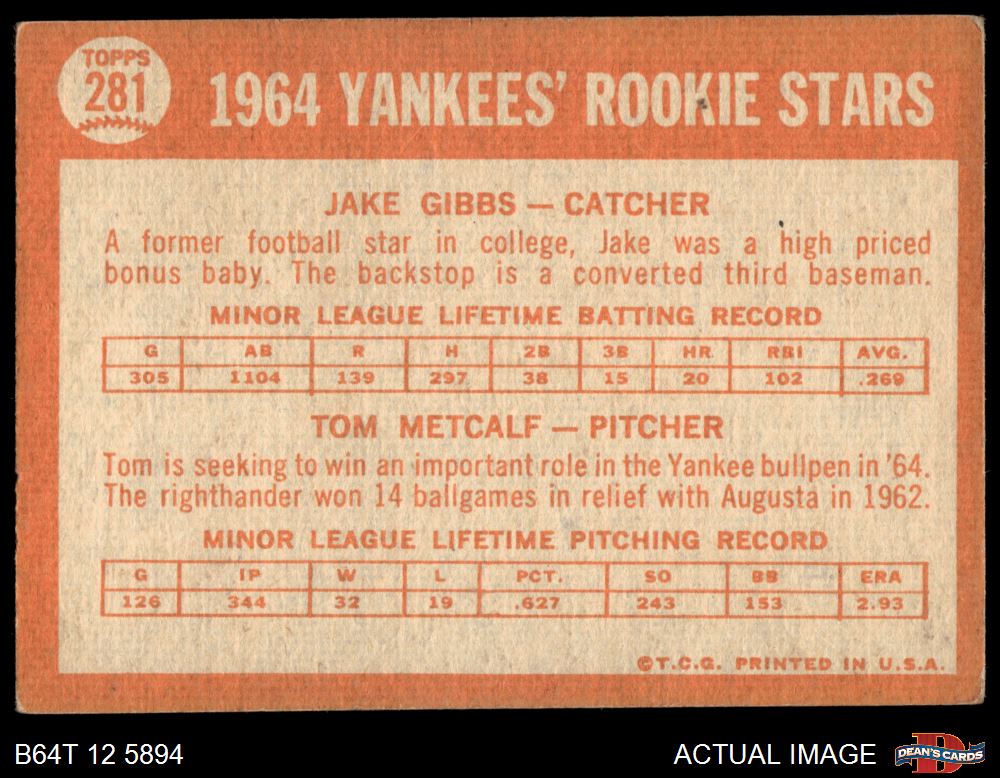 TOPPS
281
1964 YANKEES' ROOKIE STARS
JAKE GIBBS — CATCHER
A former football star in college, Jake was a high priced
bonus baby. The backstop is a converted third baseman.
MINOR LEAGUE LIFETIME BATTING RECORD
G AB R H 2B 3B HR RBI AVG.
305 1104 139 297 38 15 20 102 .269
TOM METCALF — PITCHER
Tom is seeking to win an important role in the Yankee bullpen in '64.
The righthander won 14 ballgames in relief with Augusta in 1962.
MINOR LEAGUE LIFETIME PITCHING RECORD
G IP W L PCT. SO BB ERA
126 344 32 19 .627 243 153 2.93
©T.C.G. PRINTED IN U.S.A.
B64T 12 5894
ACTUAL IMAGE
D
DEAN'S CARDS